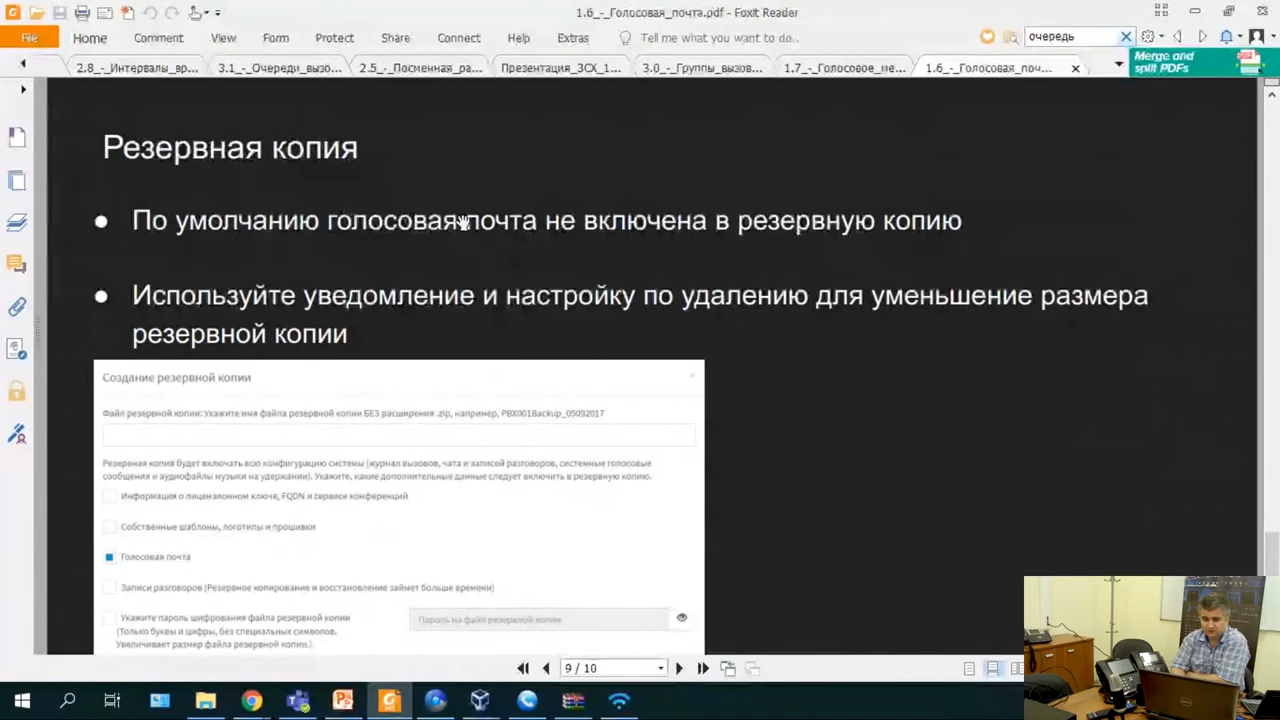 1.6_-_Голосовая_почта.pdf - Foxit Reader
File Home Comment View Form Protect Share Connect Help Extras Tell me what you want to do.. очередь
2.8_-_Интервалы_вр... 3.1_-_Очереди_вызо... 2.5_-_Посменная_ра... Презентация_3CX_1... 3.0_-_Группы_вызов... 1.7_-_Голосовое_ме... 1.6_-_Голосовая_поч...
Merge and
split PDFs
Резервная копия
По умолчанию голосовая почта не включена в резервную копию
Используйте уведомление и настройку по удалению для уменьшение размера
резервной копии
Создание резервной копии
Файл резервной копии: Укажите имя файла резервной копии БЕЗ расширения .zip, например, PBX001Backup_05092017
Резервная копия будет включать всю конфигурацию системы (журнал вызовов, чата и записей разговоров, системные голосовые
сообщения и аудиофайлы музыки на удержании). Укажите, какие дополнительные данные следует включить в резервную копию.
Информация о лицензионном ключе, FQDN и сервисе конференций
Собственные шаблоны, логотипы и прошивки
Голосовая почта
Записи разговоров (Резервное копирование и восстановление займет больше времени)
Укажите пароль шифрования файла резервной копии
(Только буквы и цифры, без специальных символов.
Увеличивает размер файла резервной копии.)
Пароль на файл резервной копии
9 / 10